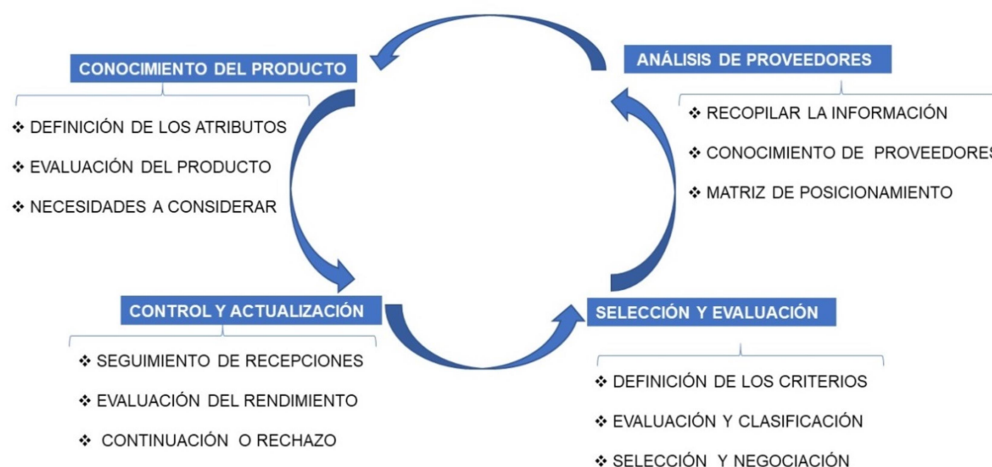 CONOCIMIENTO DEL PRODUCTO
❖ DEFINICIÓN DE LOS ATRIBUTOS
❖ EVALUACIÓN DEL PRODUCTO
❖ NECESIDADES A CONSIDERAR
ANÁLISIS DE PROVEEDORES
❖ RECOPILAR LA INFORMACIÓN
❖ CONOCIMIENTO DE PROVEEDORES
❖ MATRIZ DE POSICIONAMIENTO
CONTROL Y ACTUALIZACIÓN
❖ SEGUIMIENTO DE RECEPCIONES
❖ EVALUACIÓN DEL RENDIMIENTO
❖ CONTINUACIÓN O RECHAZO
SELECCIÓN Y EVALUACIÓN
❖ DEFINICIÓN DE LOS CRITERIOS
❖ EVALUACIÓN Y CLASIFICACIÓN
❖ SELECCIÓN Y NEGOCIACIÓN